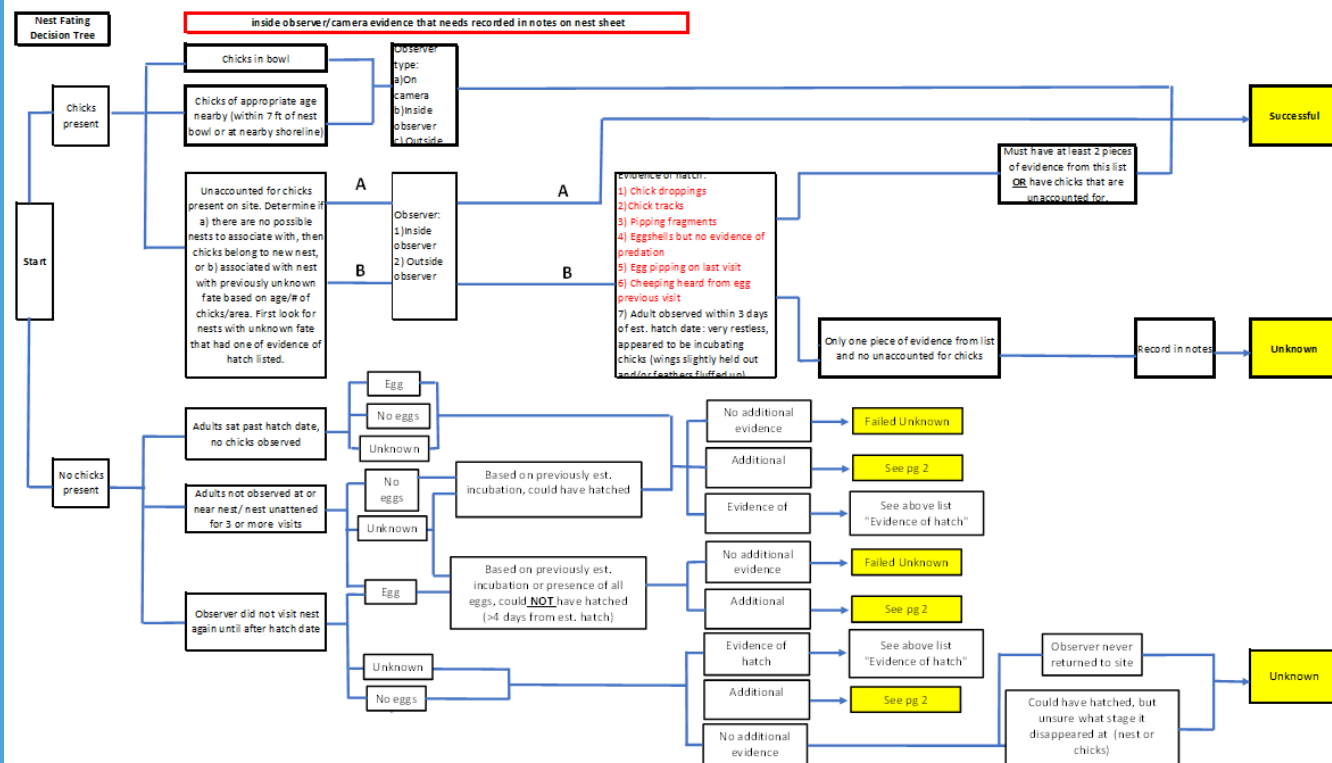 Nest Fating
Decision Tree
inside observer/camera evidence that needs recorded in notes on nest sheet
Start
Chicks
present
Chicks in bowl
Chicks of appropriate age
nearby (within 7 ft of nest
bowl or at nearby shoreline)
Observer
type:
a)On
camera
b)Inside
observer
c) Outside
Successful
Unaccounted for chicks
present on site. Determine if
a) there are no possible
nests to associate with, then
chicks belong to new nest,
or b) associated with nest
with previously unknown
fate based on age/# of
chicks/area. First look for
nests with unknown fate
that had one of evidence of
hatch listed.
A
B
Observer:
1)Inside
observer
2) Outside
observer
A
B
Evidence of hatch:
1) Chick droppings
2)Chick tracks
3) Pipping fragments
4) Eggshells but no evidence of
predation
5) Egg pipping on last visit
6) Cheeping heard from egg
previous visit
7) Adult observed within 3 days
of est. hatch date: very restless,
appeared to be incubating
chicks (wings slightly held out
and/or feathers fluffed up)
Must have at least 2 pieces
of evidence from this list
OR have chicks that are
unaccounted for.
Only one piece of evidence from list
and no unaccounted for chicks
Record in notes
Unknown
No chicks
present
Adults sat past hatch date,
no chicks observed
Egg
No eggs
Unknown
Adults not observed at or
near nest/ nest unattened
for 3 or more visits
No
eggs
Unknown
Egg
Based on previously est.
incubation, could have hatched
Based on previously est.
incubation or presence of all
eggs, could NOT have hatched
(>4 days from est. hatch)
Observer did not visit nest
again until after hatch date
Unknown
No eggs
No additional
evidence
Failed Unknown
Additional
See pg 2
Evidence of
See above list
"Evidence of hatch"
No additional
evidence
Failed Unknown
Additional
See pg 2
Evidence of
hatch
See above list
"Evidence of hatch"
Additional
See pg 2
No additional
evidence
Observer never
returned to site
Could have hatched, but
unsure what stage it
disappeared at (nest or
chicks)
Unknown